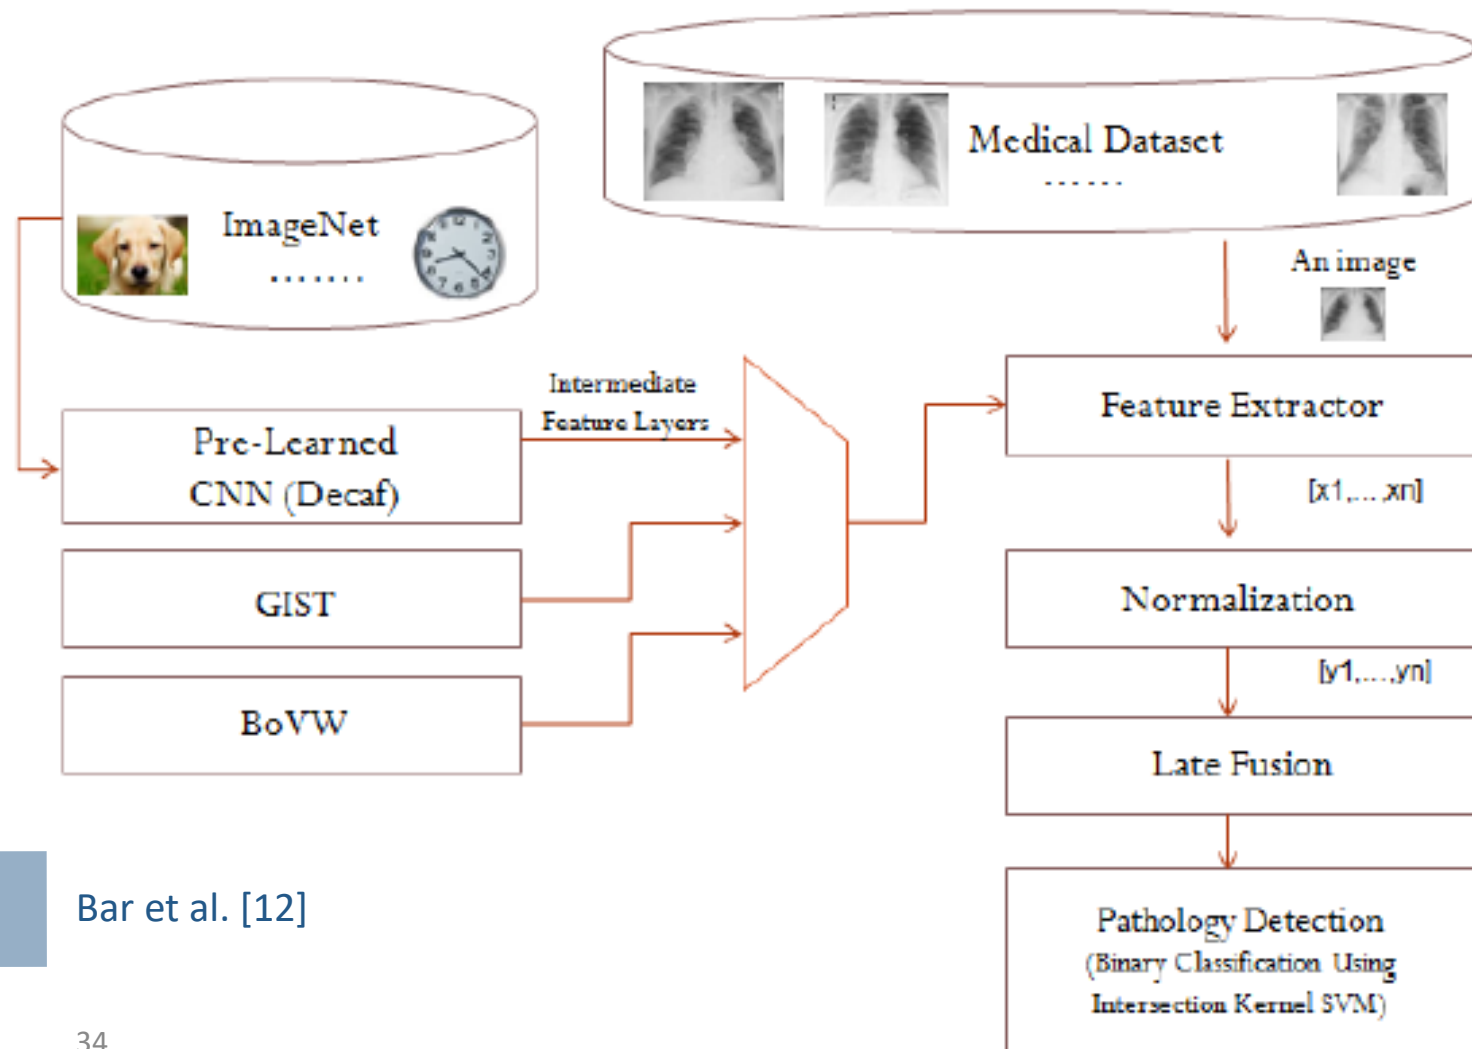 Medical Dataset
......
ImageNet
.......
An image
Intermediate
Feature Layers
Pre-Learned
CNN (Decaf)
Feature Extractor
[x1,...,xn]
GIST
Normalization
[y1,...,yn]
BoVW
Late Fusion
Bar et al. [12]
Pathology Detection
(Binary Classification Using
Intersection Kernel SVM)
34